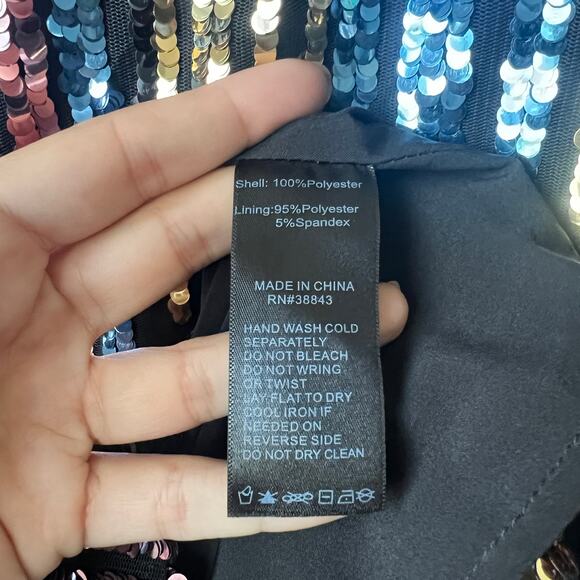 Shell: 100%Polyester
Lining:95%Polyester
5%Spandex
MADE IN CHINA
RN#38843
HAND WASH COLD
SEPARATELY
DO NOT BLEACH
DO NOT WRING
OR TWIST
LAY FLAT TO DRY
COOL IRON IF
NEEDED ON
REVERSE SIDE
DO NOT DRY CLEAN